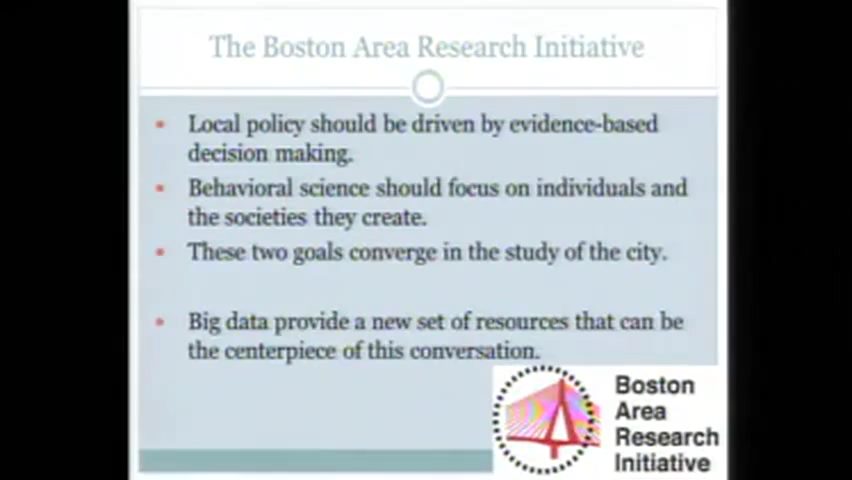 The Boston Area Research Initiative
Local policy should be driven by evidence-based
decision making.
Behavioral science should focus on individuals and
the societies they create.
These two goals converge in the study of the city.
Big data provide a new set of resources that can be
the centerpiece of this conversation.
Boston
Area
Research
Initiative